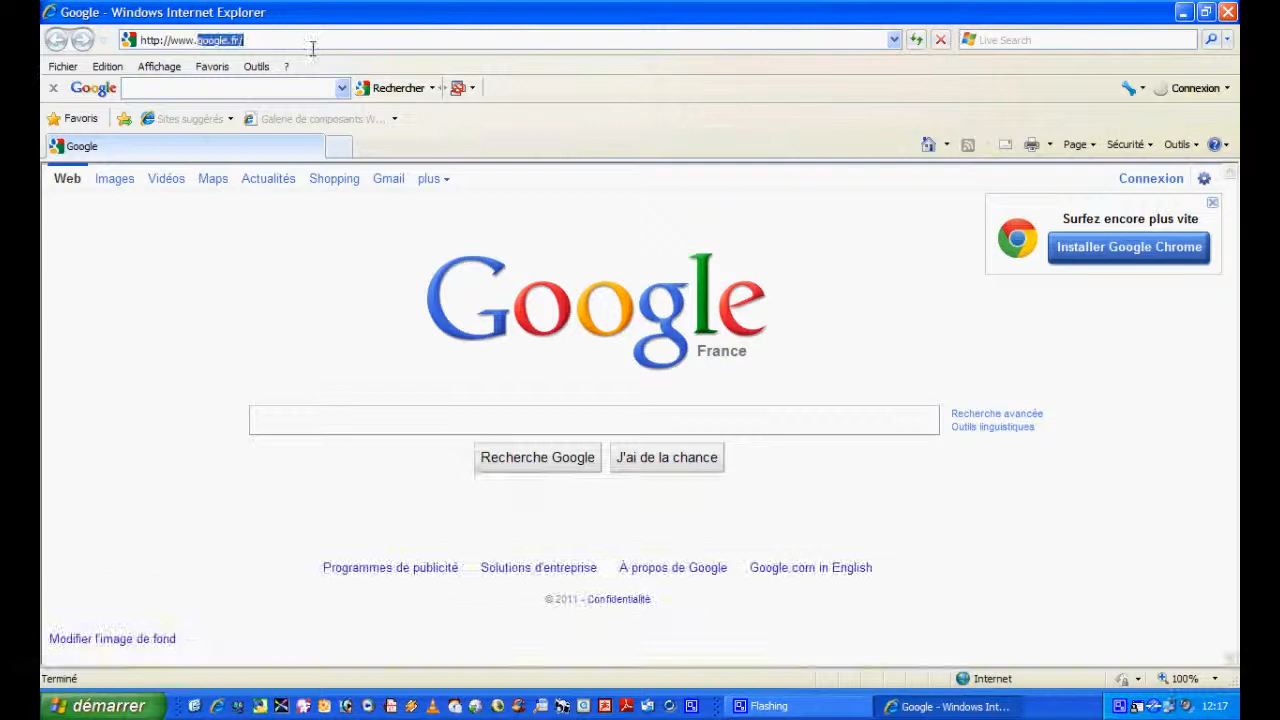 Google - Windows Internet Explorer
http://www.google.fr/
Live Search
Fichier Edition Affichage Favoris Outils ?
x Google Rechercher Connexion
Favoris Sites suggérés Galerie de composants W...
Google Page Sécurité Outils
Web Images Vidéos Maps Actualités Shopping Gmail plus Connexion
Surfez encore plus vite
Installer Google Chrome
Google
France
Recherche avancée
Outils linguistiques
Recherche Google J'ai de la chance
Programmes de publicité Solutions d'entreprise À propos de Google Google.com in English
© 2011 - Confidentialité
Modifier l'image de fond
Terminé Internet 100%
démarrer Flashing Google - Windows Int... 12:17